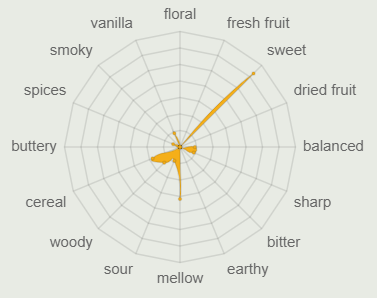 floral
vanilla
fresh fruit
smoky
sweet
spices
dried fruit
buttery
balanced
cereal
sharp
woody
bitter
sour
earthy
mellow